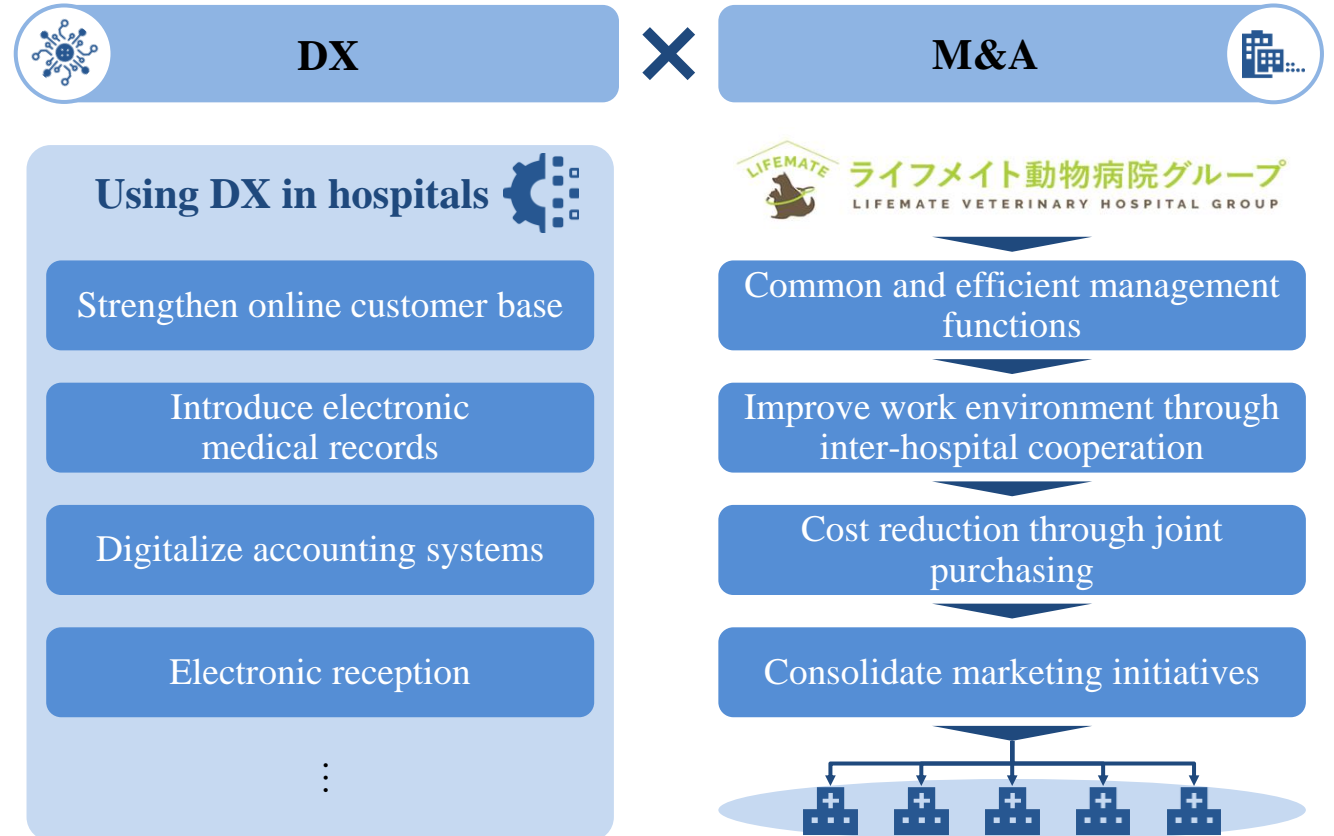 DX
M&A
Using DX in hospitals
Strengthen online customer base
Introduce electronic
medical records
Digitalize accounting systems
Electronic reception
⋮
LIFEMATE
ライフメイト動物病院グループ
LIFEMATE VETERINARY HOSPITAL GROUP
Common and efficient management
functions
Improve work environment through
inter-hospital cooperation
Cost reduction through joint
purchasing
Consolidate marketing initiatives